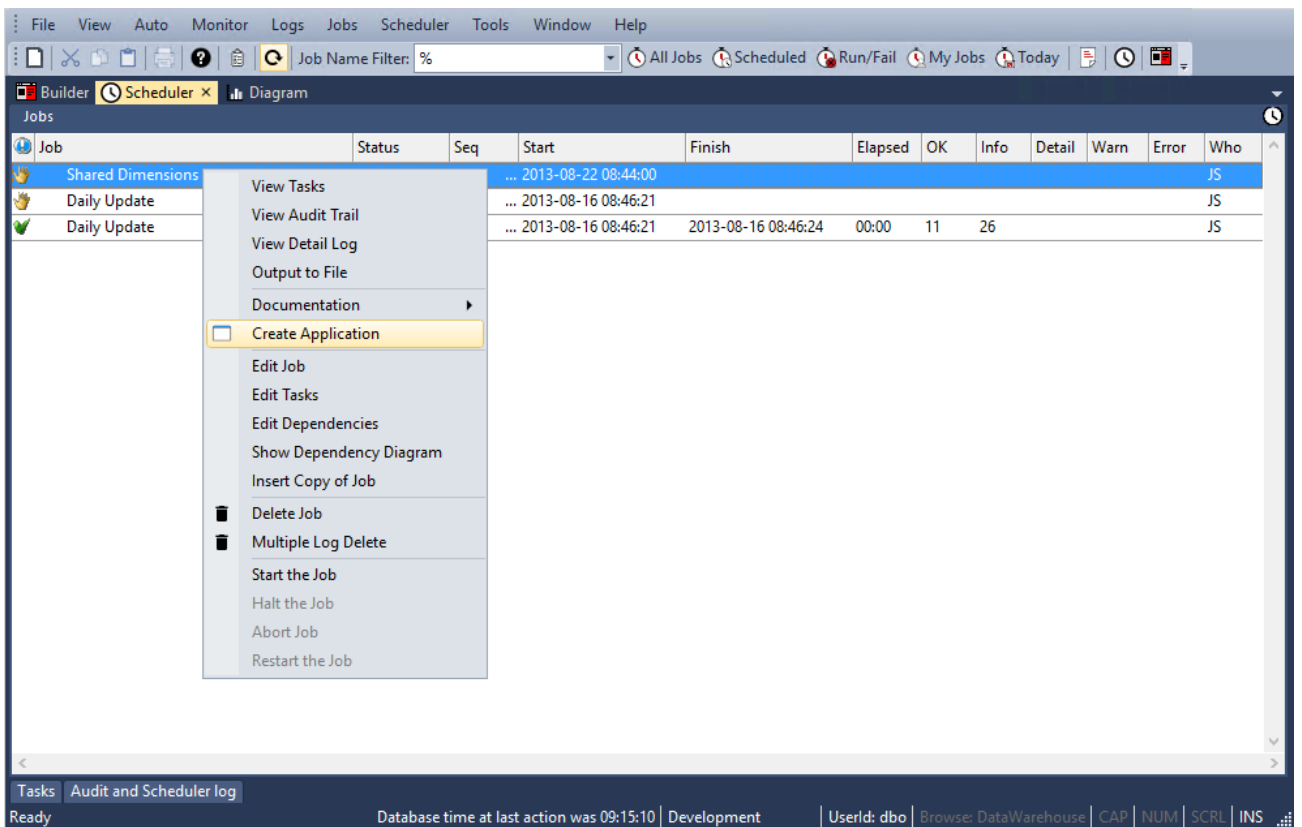 File View Auto Monitor Logs Jobs Scheduler Tools Window Help
Job Name Filter: % All Jobs Scheduled Run/Fail My Jobs Today
Builder Scheduler × Diagram
Jobs
Job Status Seq Start Finish Elapsed OK Info Detail Warn Error Who
Shared Dimensions ... 2013-08-22 08:44:00 JS
Daily Update ... 2013-08-16 08:46:21 JS
Daily Update ... 2013-08-16 08:46:21 2013-08-16 08:46:24 00:00 11 26 JS
View Tasks
View Audit Trail
View Detail Log
Output to File
Documentation
Create Application
Edit Job
Edit Tasks
Edit Dependencies
Show Dependency Diagram
Insert Copy of Job
Delete Job
Multiple Log Delete
Start the Job
Halt the Job
Abort Job
Restart the Job
Tasks Audit and Scheduler log
Ready Database time at last action was 09:15:10 Development UserId: dbo Browse: DataWarehouse CAP NUM SCRL INS